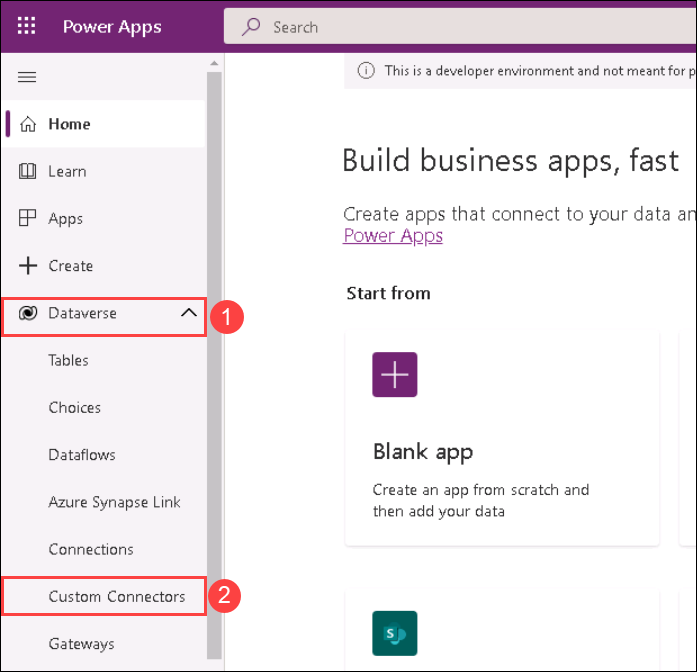 Power Apps
Search
This is a developer environment and not meant for p
Home
Learn
Apps
Create
Dataverse
1
Tables
Choices
Dataflows
Azure Synapse Link
Connections
Custom Connectors
2
Gateways
Build business apps, fast
Create apps that connect to your data an
Power Apps
Start from
Blank app
Create an app from scratch and
then add your data
S